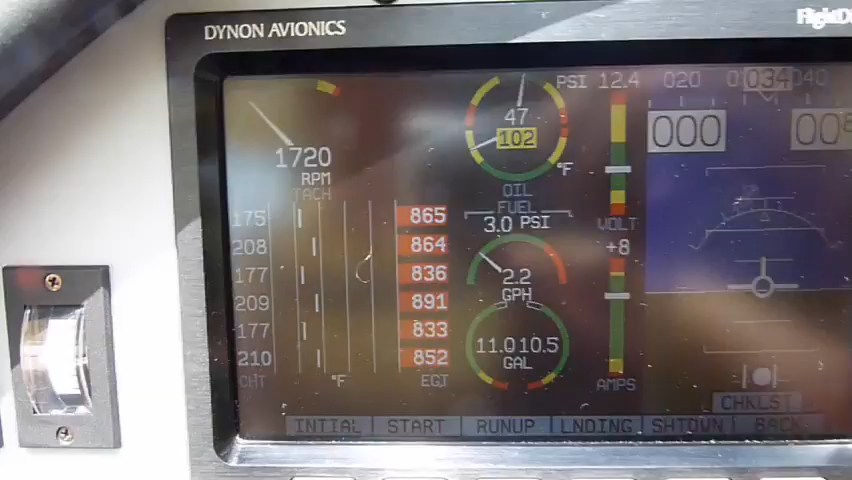 DYNON AVIONICS
PSI 12.4 020 034 040
47
102
000
1720
RPM
TACH
°F
OIL
FUEL
3.0 PSI
VOLT
+8
175 865
208 864
177 836
209 891
177 833
210 852
CHT °F EGT
2.2
GPH
11.0 10.5
GAL
AMPS
CHKLST
INTIAL START RUNUP LNDING SHTDWN BACK